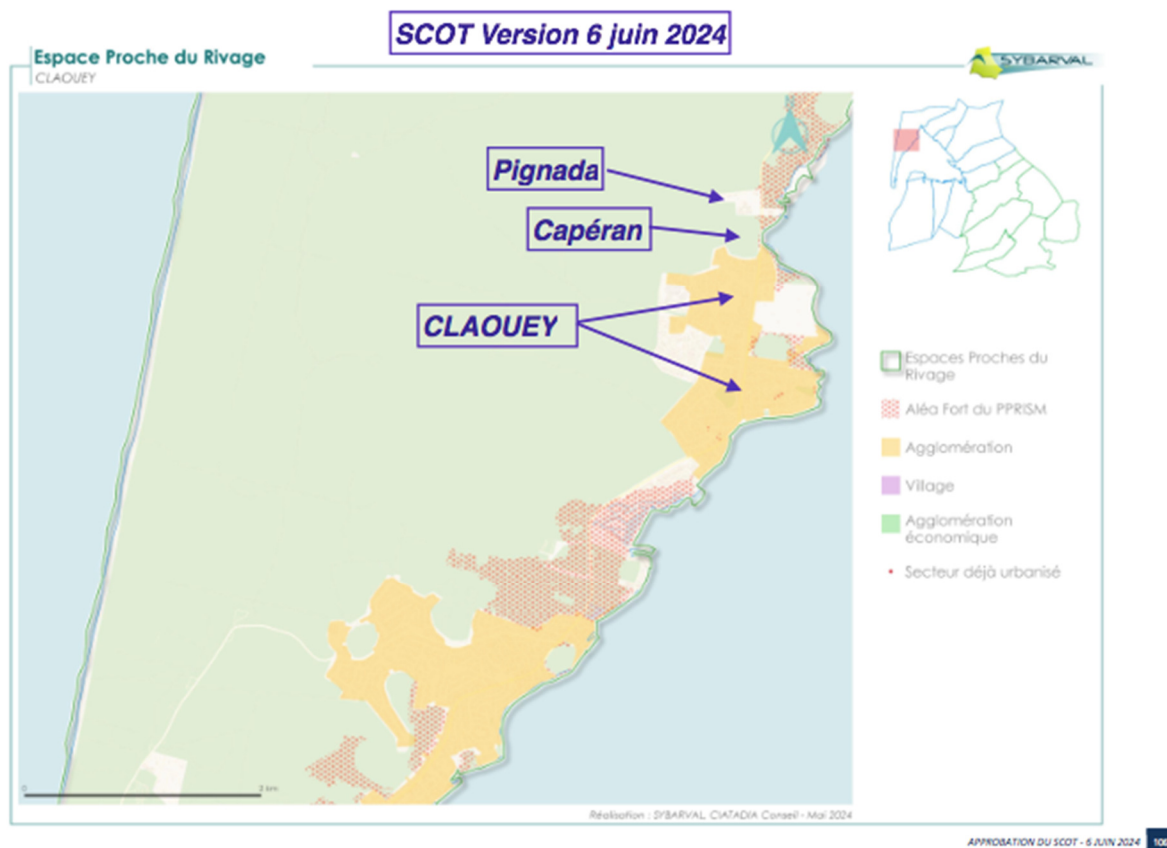 SCOT Version 6 juin 2024
Espace Proche du Rivage
CLAOUEY
SYBARVAL
Pignada
Capéran
CLAOUEY
Espaces Proches du
Rivage
Aléa Fort du PPRISM
Agglomération
Village
Agglomération
économique
Secteur déjà urbanisé
0
2 km
Réalisation : SYBARVAL CITADIA Conseil - Mai 2024
APPROBATION DU SCOT - 6 JUIN 2024